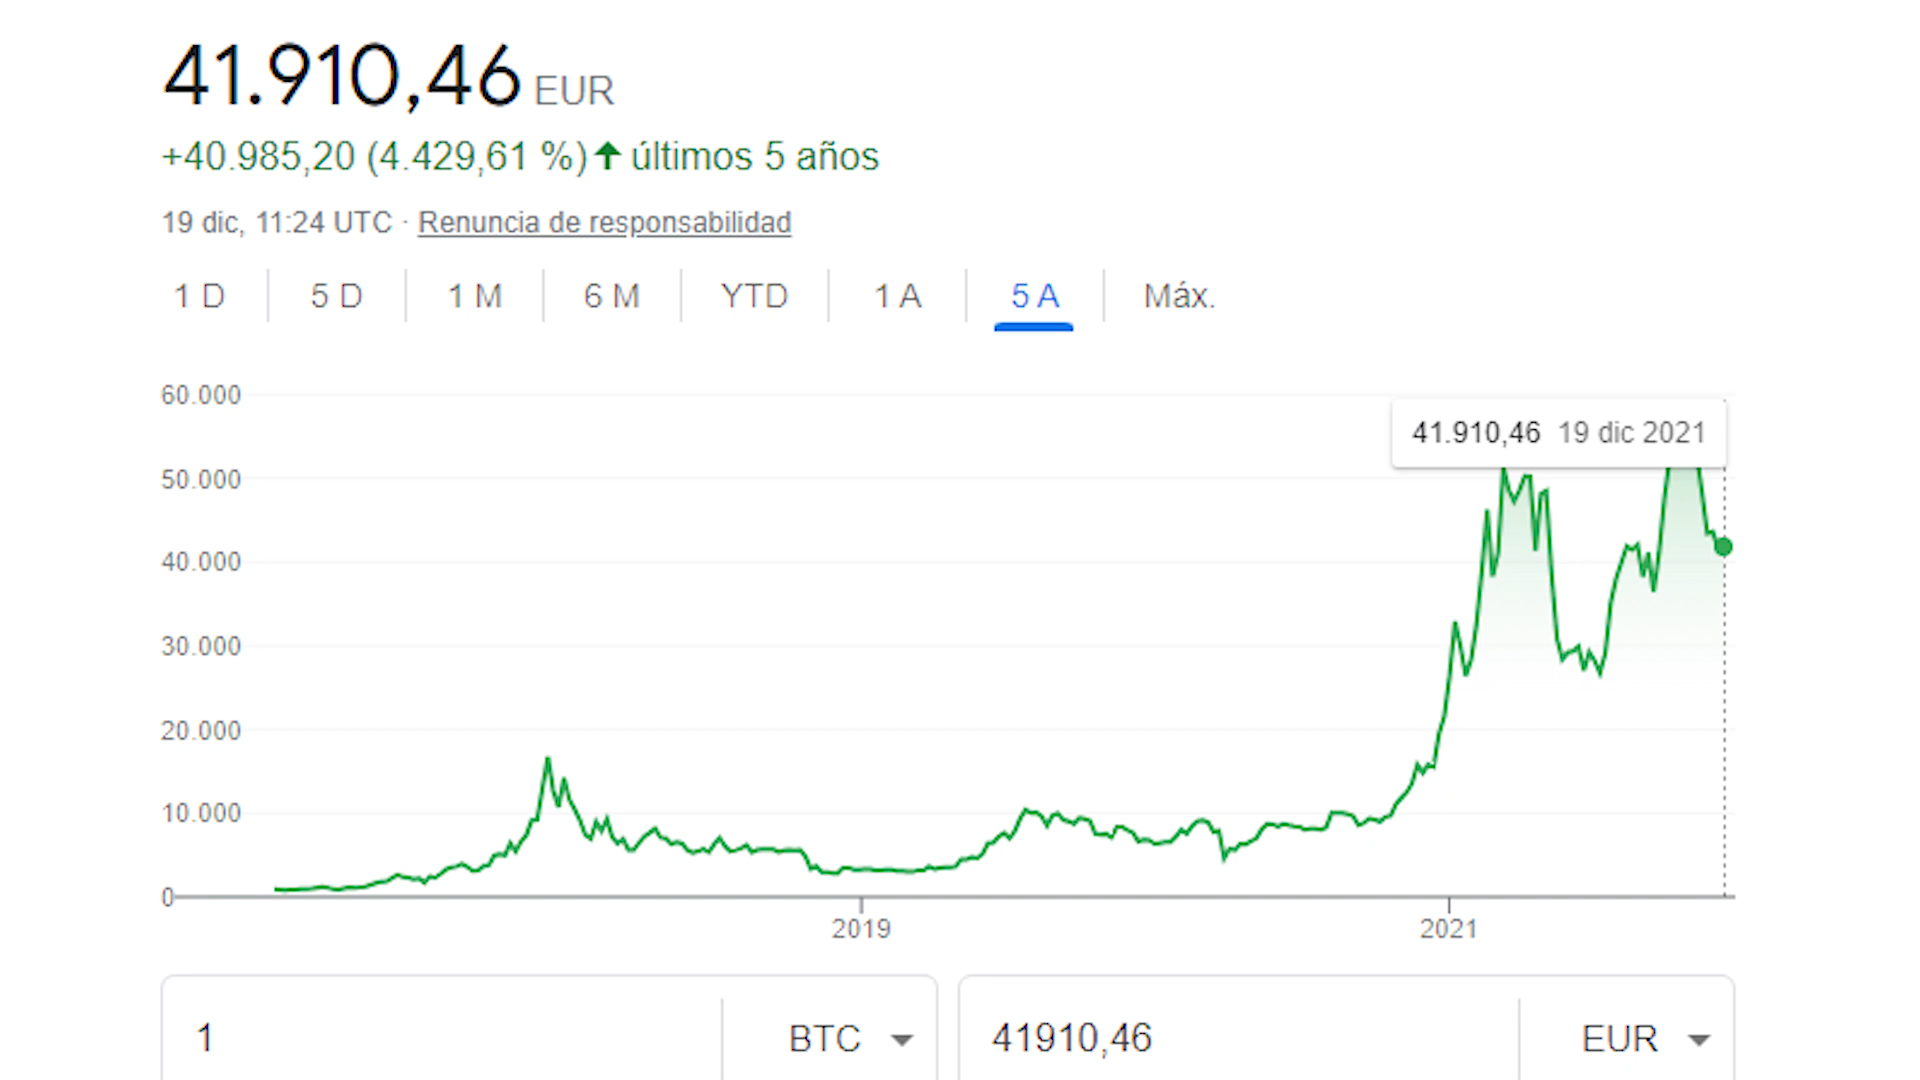 41.910,46 EUR
+40.985,20 (4.429,61 %)↑ últimos 5 años
19 dic, 11:24 UTC · Renuncia de responsabilidad
1 D 5 D 1 M 6 M YTD 1 A 5 A Máx.
60.000
41.910,46 19 dic 2021
50.000
40.000
30.000
20.000
10.000
0
2019 2021
1 BTC 41910,46 EUR